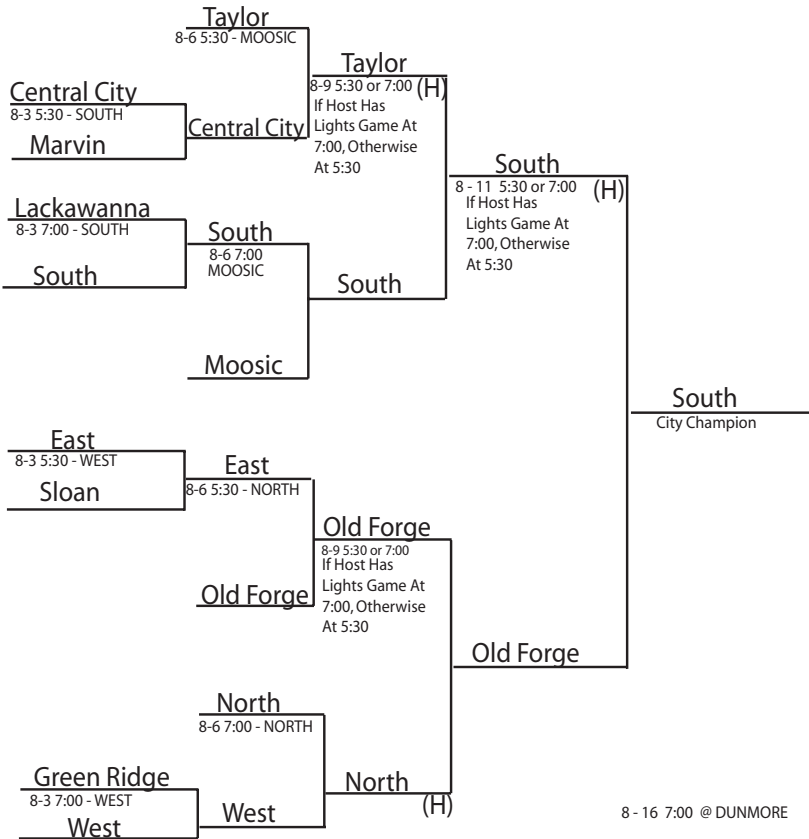 Taylor
8-6 5:30 - MOOSIC
Taylor
8-9 5:30 or 7:00 (H)
If Host Has
Lights Game At
7:00, Otherwise
At 5:30
Central City
8-3 5:30 - SOUTH
Central City
Marvin
South
8 - 11 5:30 or 7:00 (H)
If Host Has
Lights Game At
7:00, Otherwise
At 5:30
Lackawanna
8-3 7:00 - SOUTH
South
8-6 7:00
MOOSIC
South
South
Moosic
South
City Champion
East
8-3 5:30 - WEST
East
8-6 5:30 - NORTH
Sloan
Old Forge
8-9 5:30 or 7:00
If Host Has
Lights Game At
7:00, Otherwise
At 5:30
Old Forge
Old Forge
North
8-6 7:00 - NORTH
Green Ridge
8-3 7:00 - WEST
North
(H)
West
West
8 - 16 7:00 @ DUNMORE